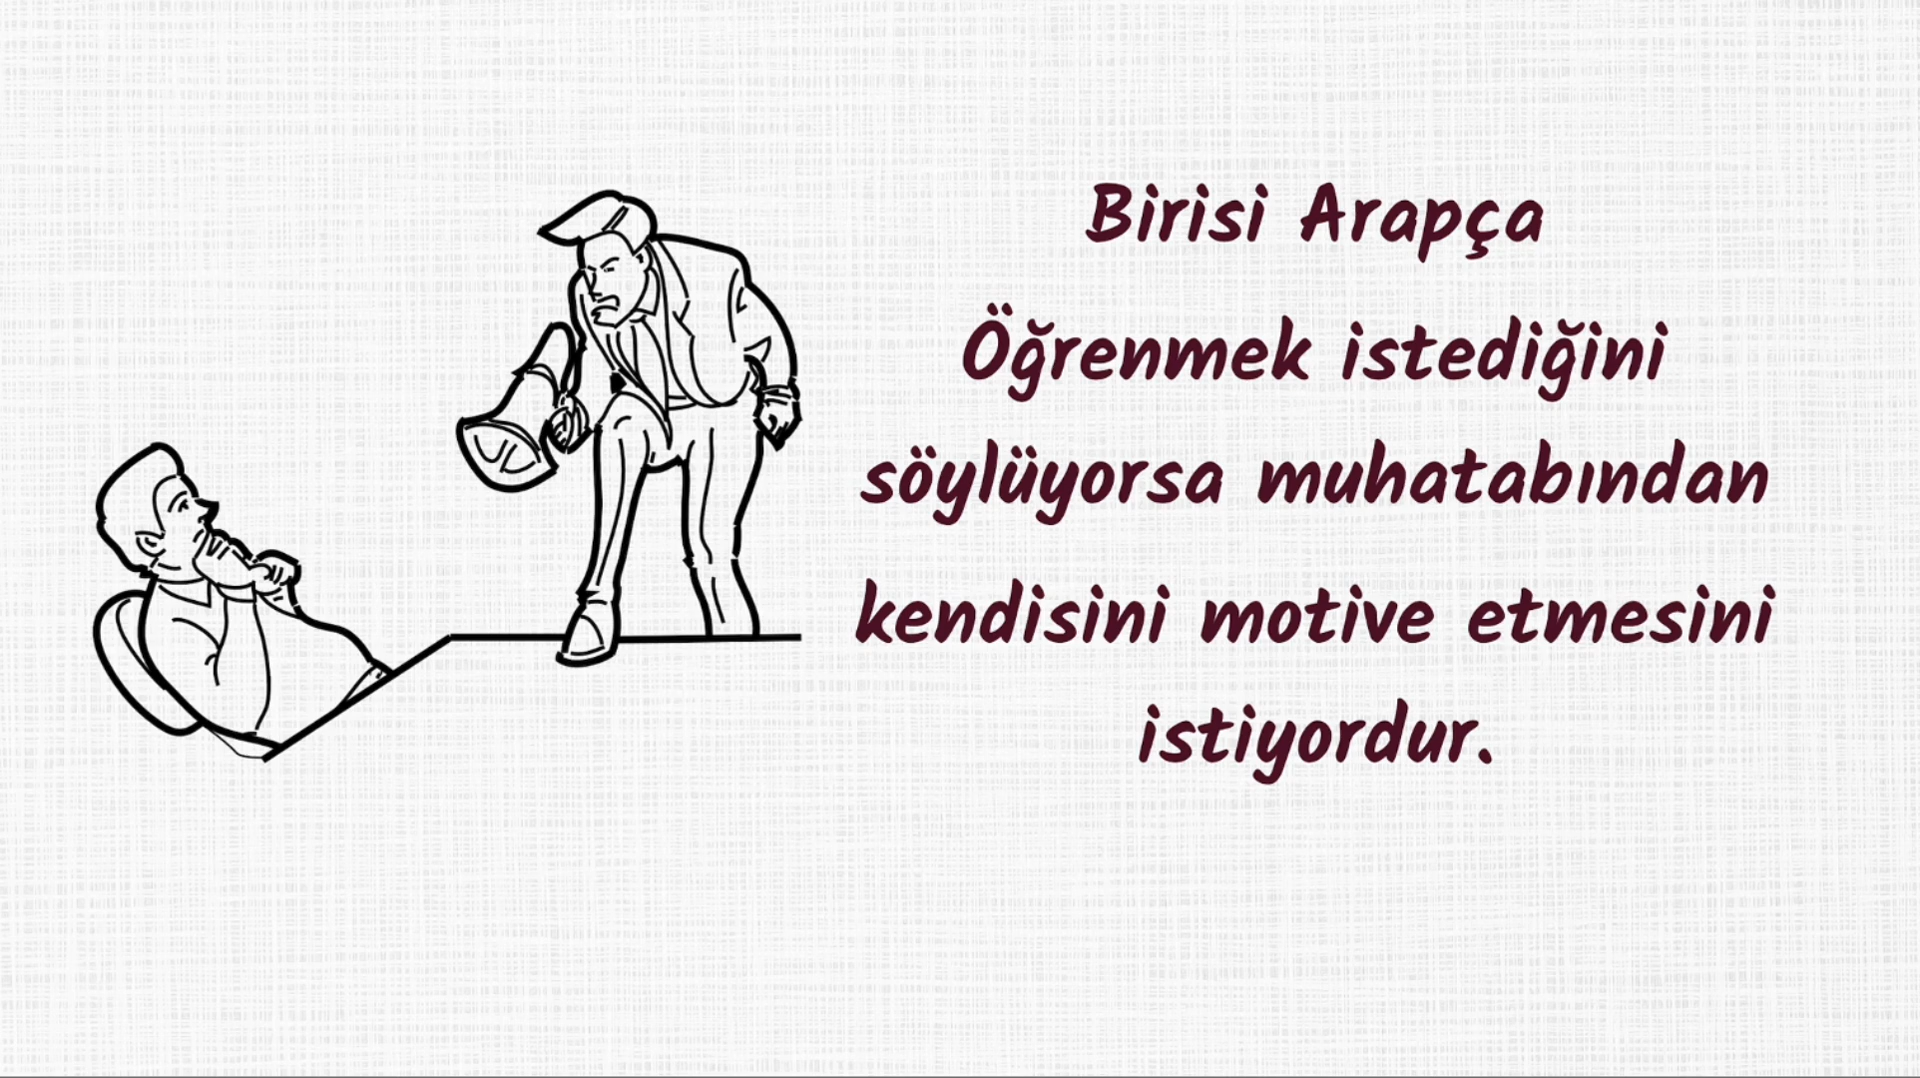 Birisi Arapça
Öğrenmek istediğini
söylüyorsa muhatabından
kendisini motive etmesini
istiyordur.